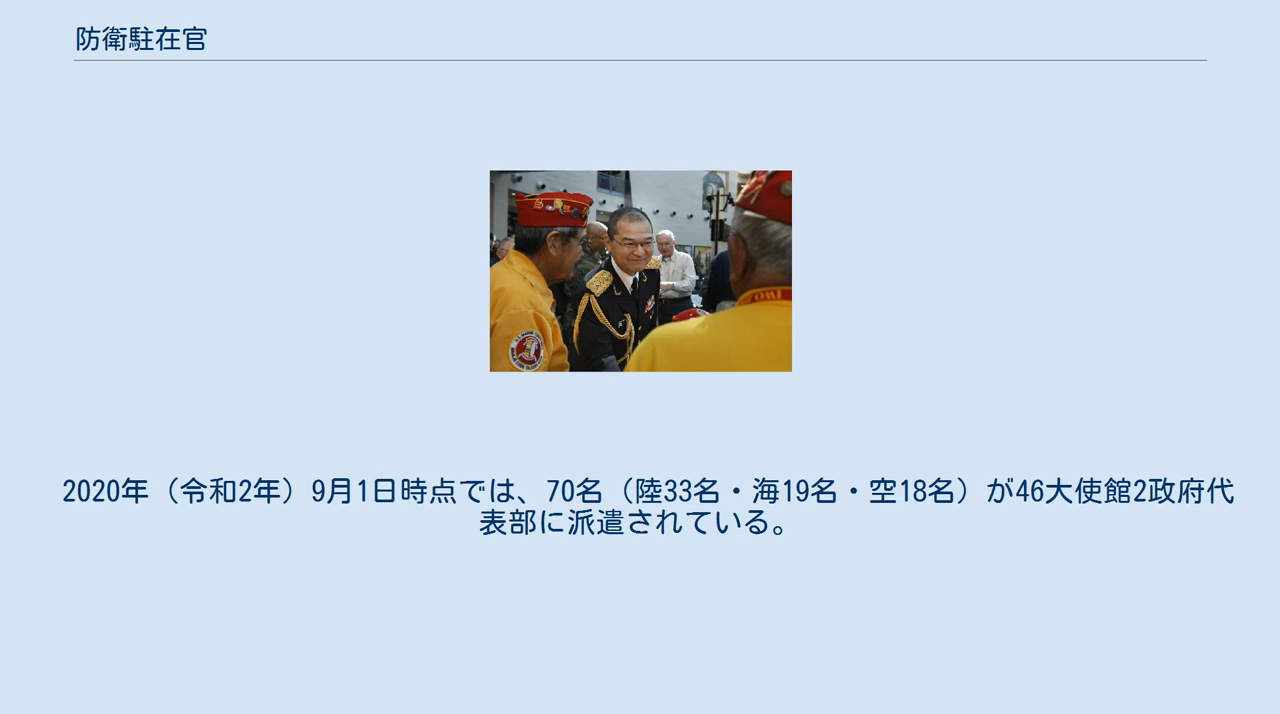 防衛駐在官
2020年（令和2年）9月1日時点では、70名（陸33名・海19名・空18名）が46大使館2政府代
表部に派遣されている。